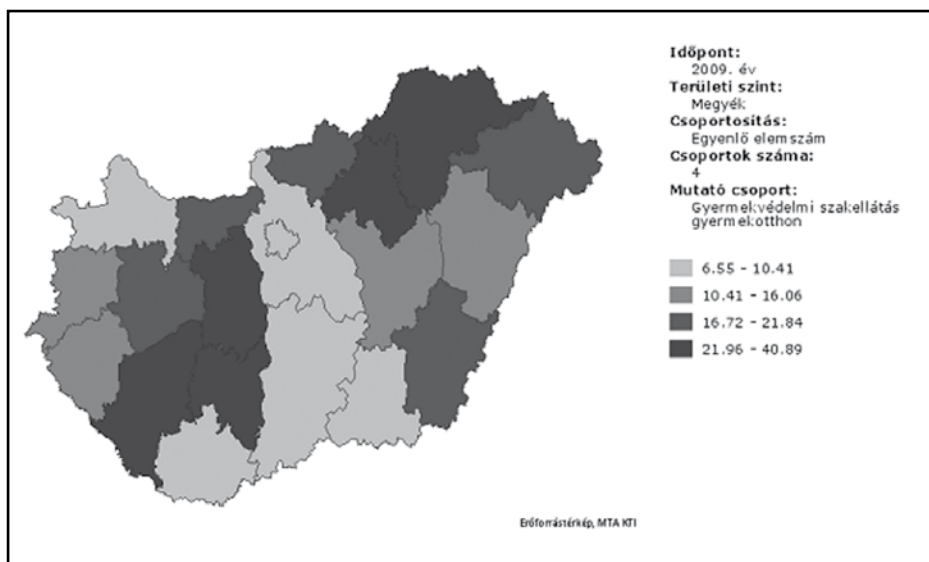 Időpont:
2009. év
Területi szint:
Megyék
Csoportosítás:
Egyenlő elemszám
Csoportok száma:
4
Mutató csoport:
Gyermekvédelmi szakellátás
gyermekotthon
6.55 - 10.41
10.41 - 16.06
16.72 - 21.84
21.96 - 40.89
Erőforrástérkép, MTA KTI